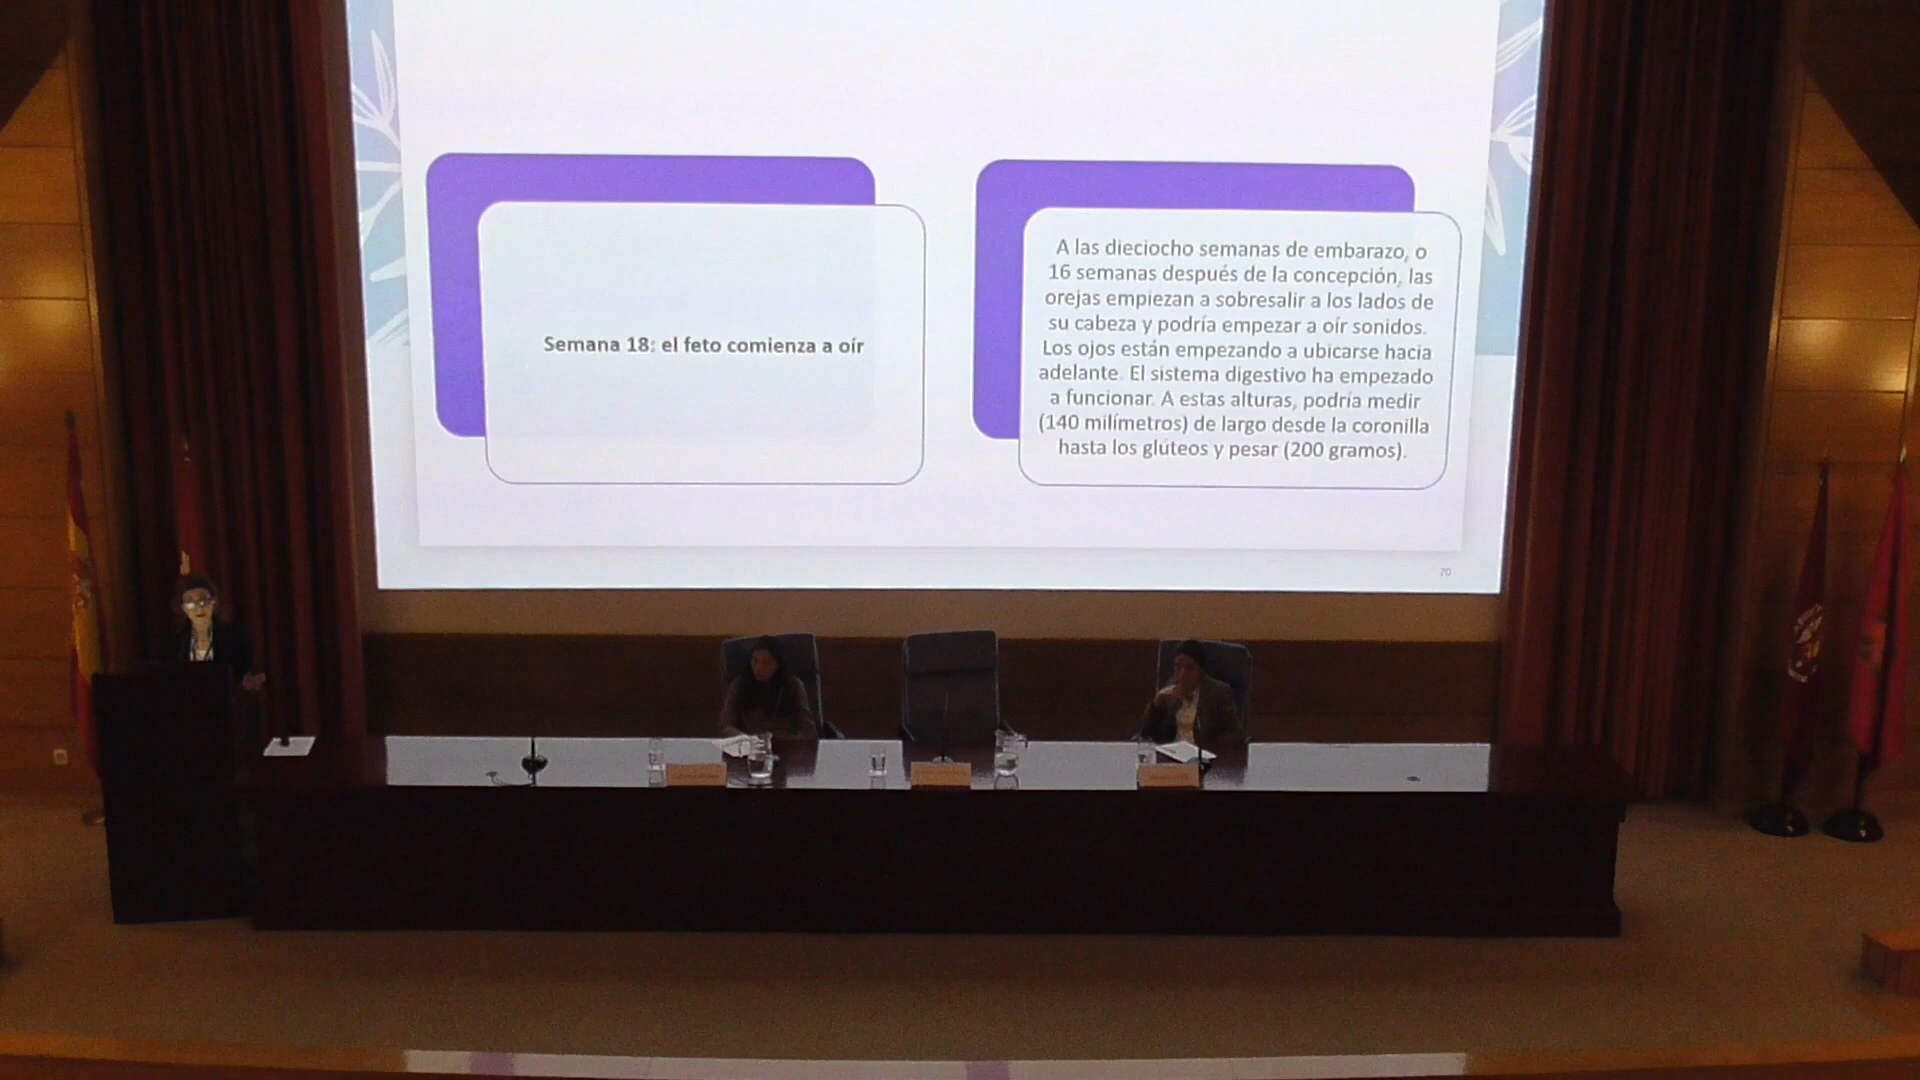 Semana 18: el feto comienza a oír
A las dieciocho semanas de embarazo, o
16 semanas después de la concepción, las
orejas empiezan a sobresalir a los lados de
su cabeza y podría empezar a oír sonidos.
Los ojos están empezando a ubicarse hacia
adelante. El sistema digestivo ha empezado
a funcionar. A estas alturas, podría medir
(140 milímetros) de largo desde la coronilla
hasta los glúteos y pesar (200 gramos).
70